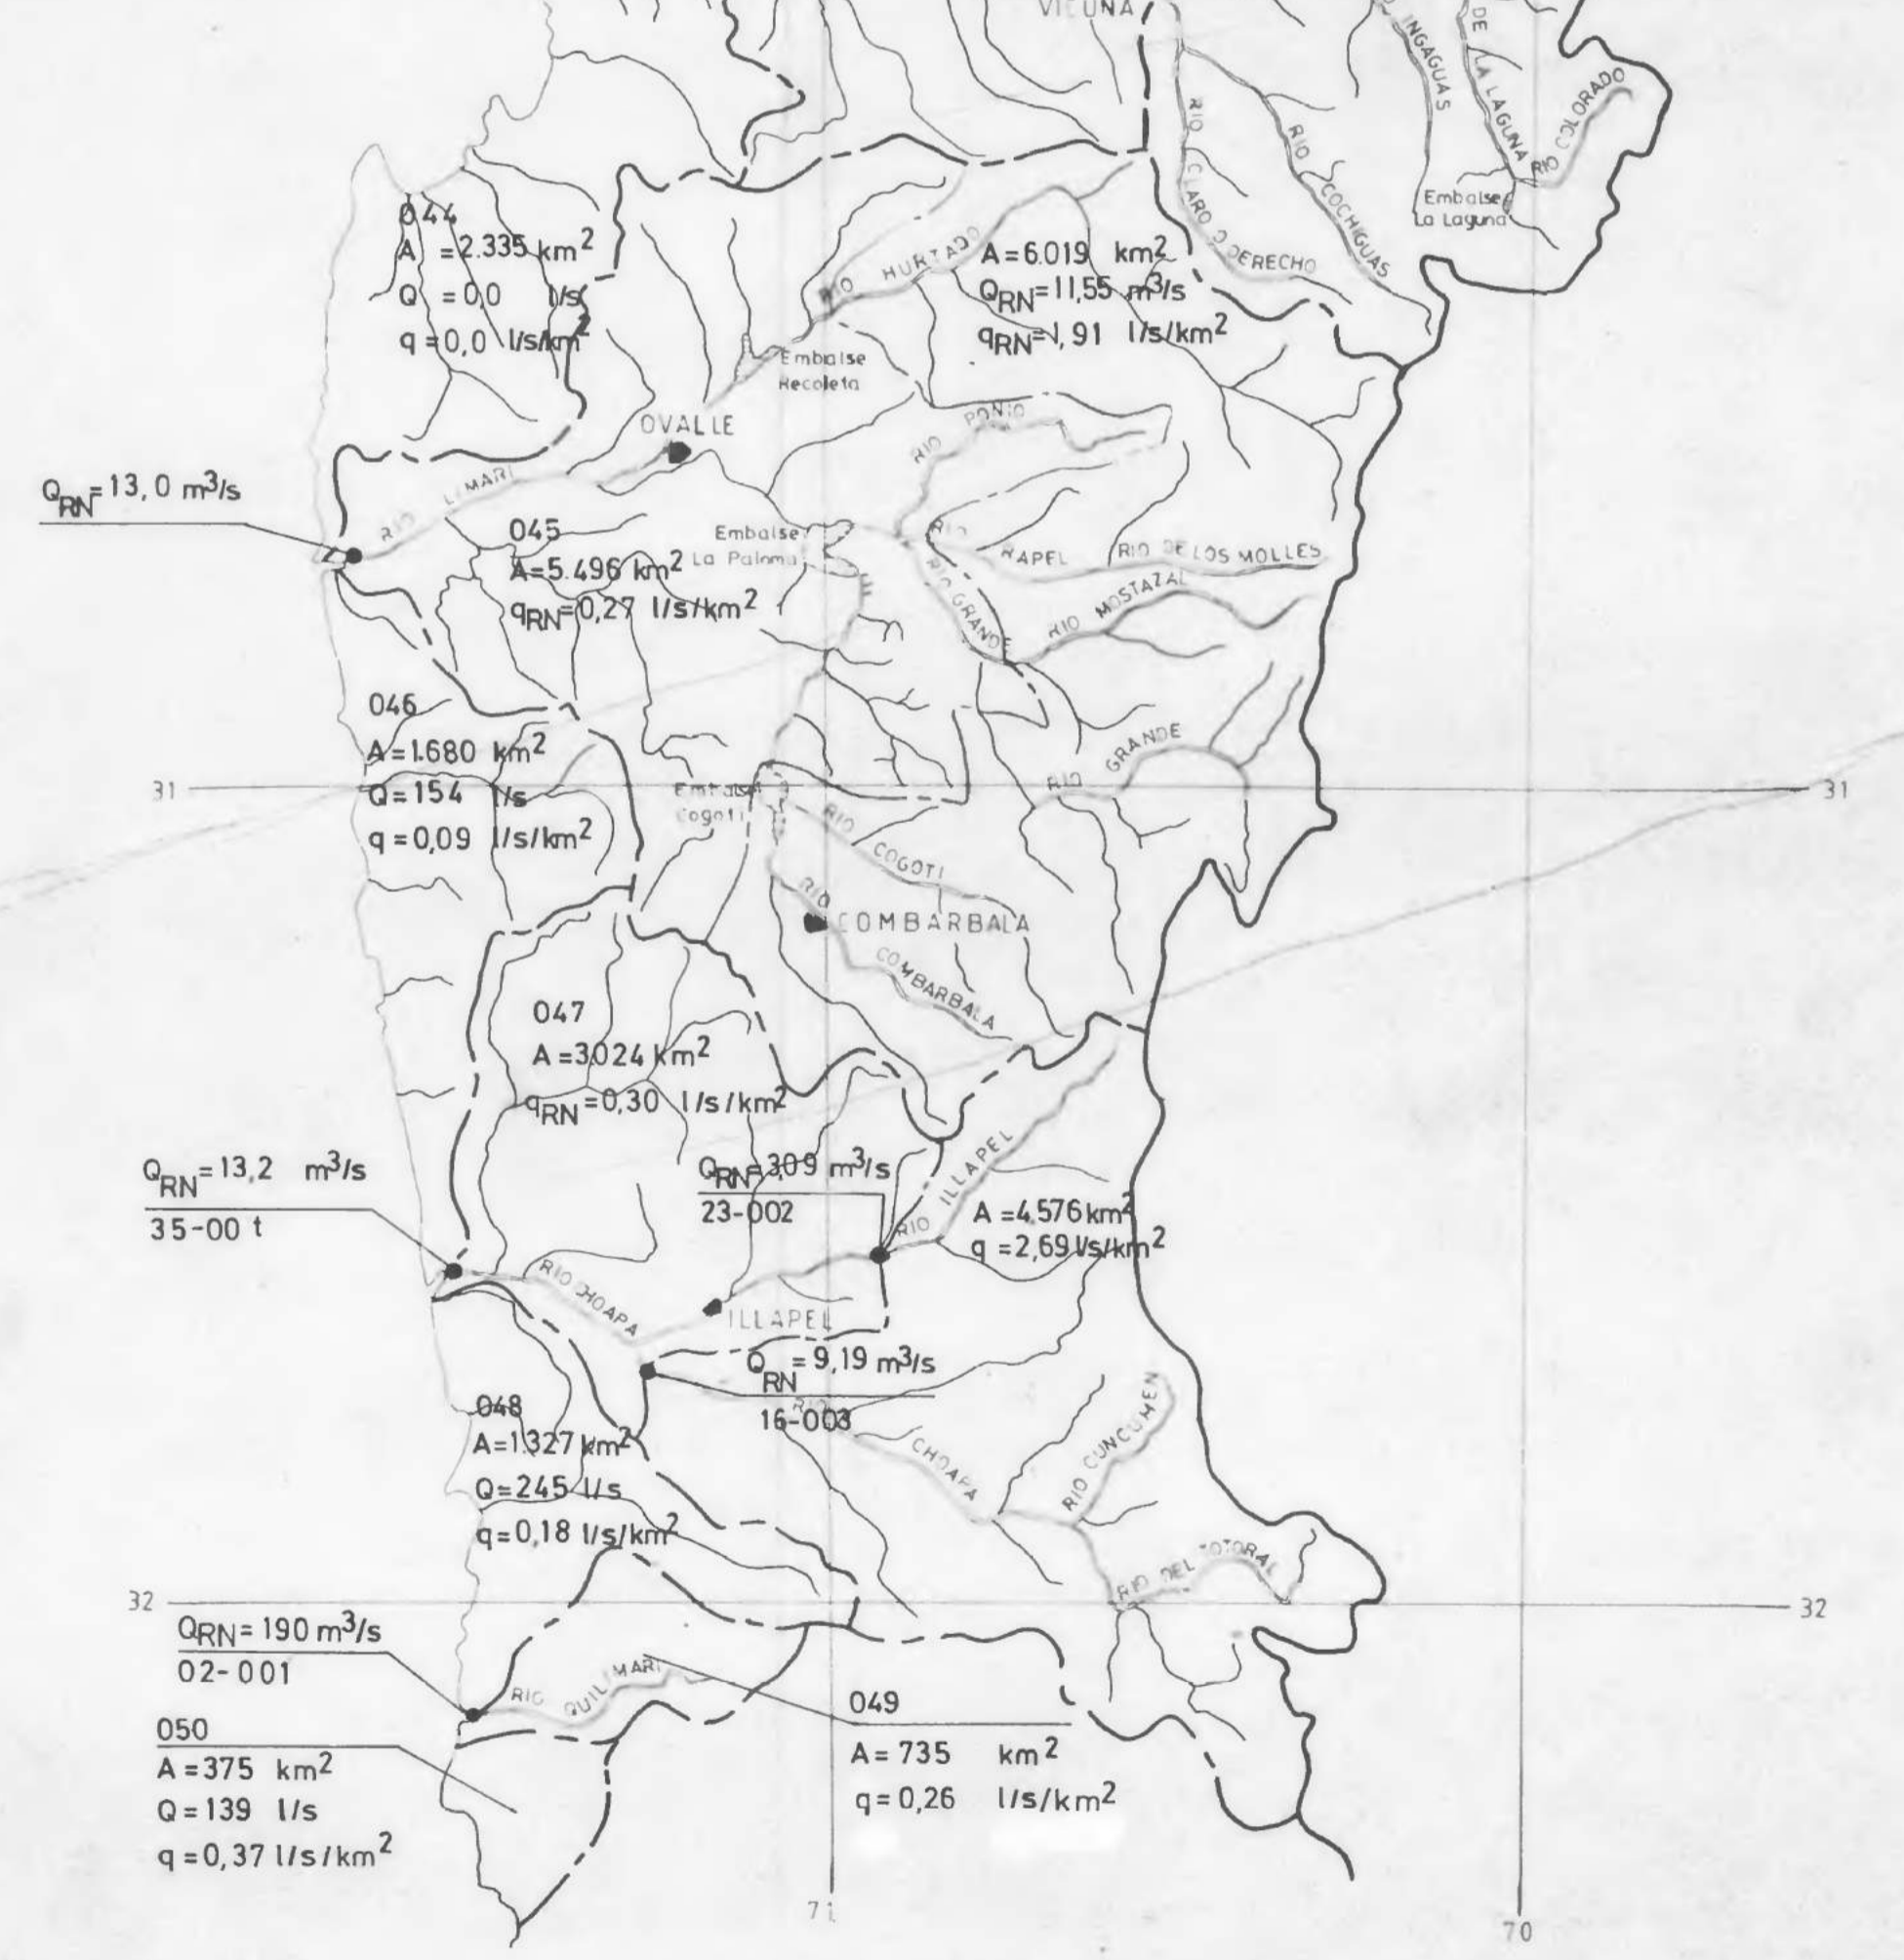 VICUÑA
INGAGUAS
DE LA LAGUNA
RIO COLORADO
RIO CLARO O DERECHO
RIO COCHIGUAS
Embalse
La Laguna
044
A = 2.335 km2
Q = 0,0 l/s
q = 0,0 l/s/km2
RIO HURTADO
A = 6.019 km2
QRN = 11,55 m3/s
qRN = 1,91 l/s/km2
Embalse
Recoleta
OVALLE
RIO PONIO
QRN = 13,0 m3/s
RIO LIMARI
045
A = 5.496 km2
qRN = 0,27 l/s/km2
Embalse
La Paloma
RIO RAPEL
RIO DE LOS MOLLES
RIO GRANDE
RIO MOSTAZAL
046
A = 1.680 km2
Q = 154 l/s
q = 0,09 l/s/km2
RIO GRANDE
31
31
Embalse
Cogoti
RIO COGOTI
RIO COMBARBALA
COMBARBALA
047
A = 3.024 km2
qRN = 0,30 l/s/km2
QRN = 13,2 m3/s
35-00 t
QRN = 3,09 m3/s
23-002
RIO ILLAPEL
A = 4.576 km2
q = 2,69 l/s/km2
RIO CHOAPA
ILLAPEL
QRN = 9,19 m3/s
16-003
048
A = 1.327 km2
Q = 245 l/s
q = 0,18 l/s/km2
RIO CHOAPA
RIO CUNCUMEN
RIO DEL TOTORAL
32
32
QRN = 190 m3/s
02-001
RIO QUILIMARI
050
A = 375 km2
Q = 139 l/s
q = 0,37 l/s/km2
049
A = 735 km2
q = 0,26 l/s/km2
71
70